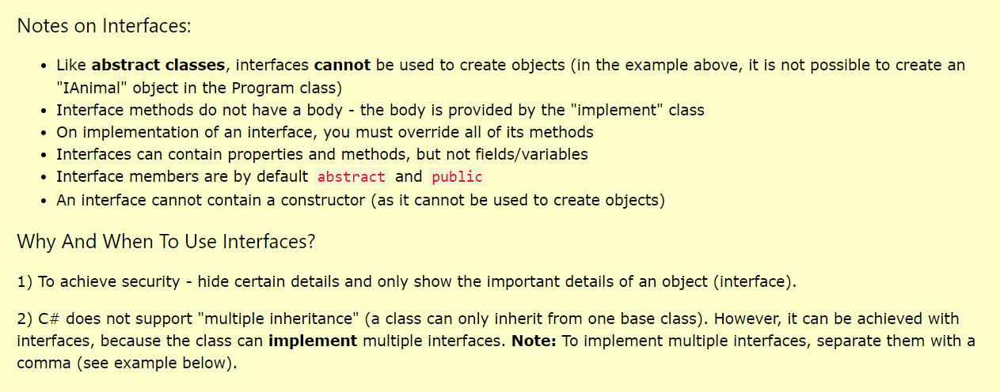 Notes on Interfaces:
• Like abstract classes, interfaces cannot be used to create objects (in the example above, it is not possible to create an
"IAnimal" object in the Program class)
• Interface methods do not have a body - the body is provided by the "implement" class
• On implementation of an interface, you must override all of its methods
• Interfaces can contain properties and methods, but not fields/variables
• Interface members are by default abstract and public
• An interface cannot contain a constructor (as it cannot be used to create objects)
Why And When To Use Interfaces?
1) To achieve security - hide certain details and only show the important details of an object (interface).
2) C# does not support "multiple inheritance" (a class can only inherit from one base class). However, it can be achieved with
interfaces, because the class can implement multiple interfaces. Note: To implement multiple interfaces, separate them with a
comma (see example below).